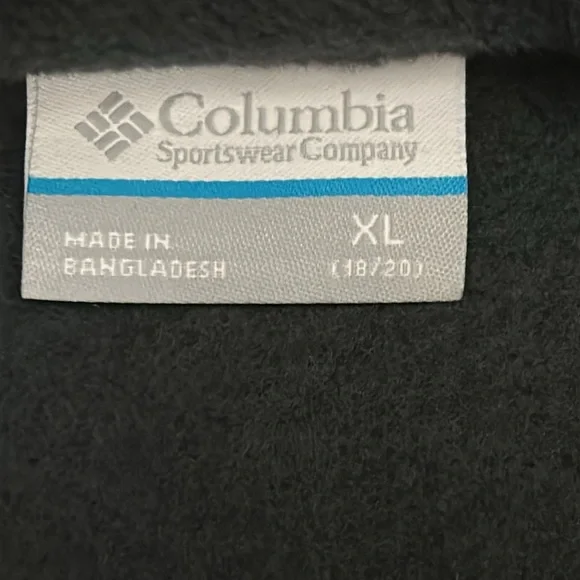 Columbia
Sportswear Company
MADE IN
BANGLADESH
XL
(18/20)